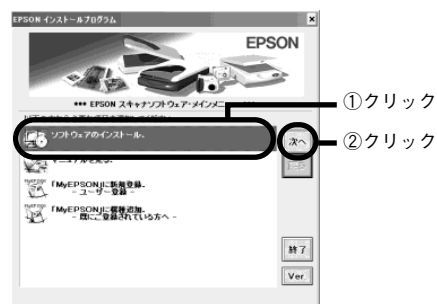 EPSON インストールプログラム
EPSON
*** EPSON スキャナソフトウェア・メインメニュー ***
①クリック
ソフトウェアのインストール。
次へ
②クリック
マニュアルを見る。
「MyEPSON」に新規登録。
- ユーザー登録 -
「MyEPSON」に機種追加。
- 既にご登録されている方へ -
終了
Ver.